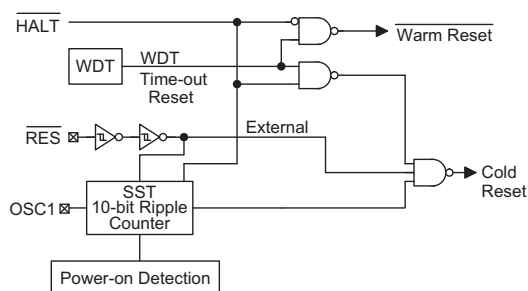 HALT
Warm Reset
WDT
WDT
Time-out
Reset
RES
External
Cold
Reset
SST
10-bit Ripple
Counter
OSC1
Power-on Detection